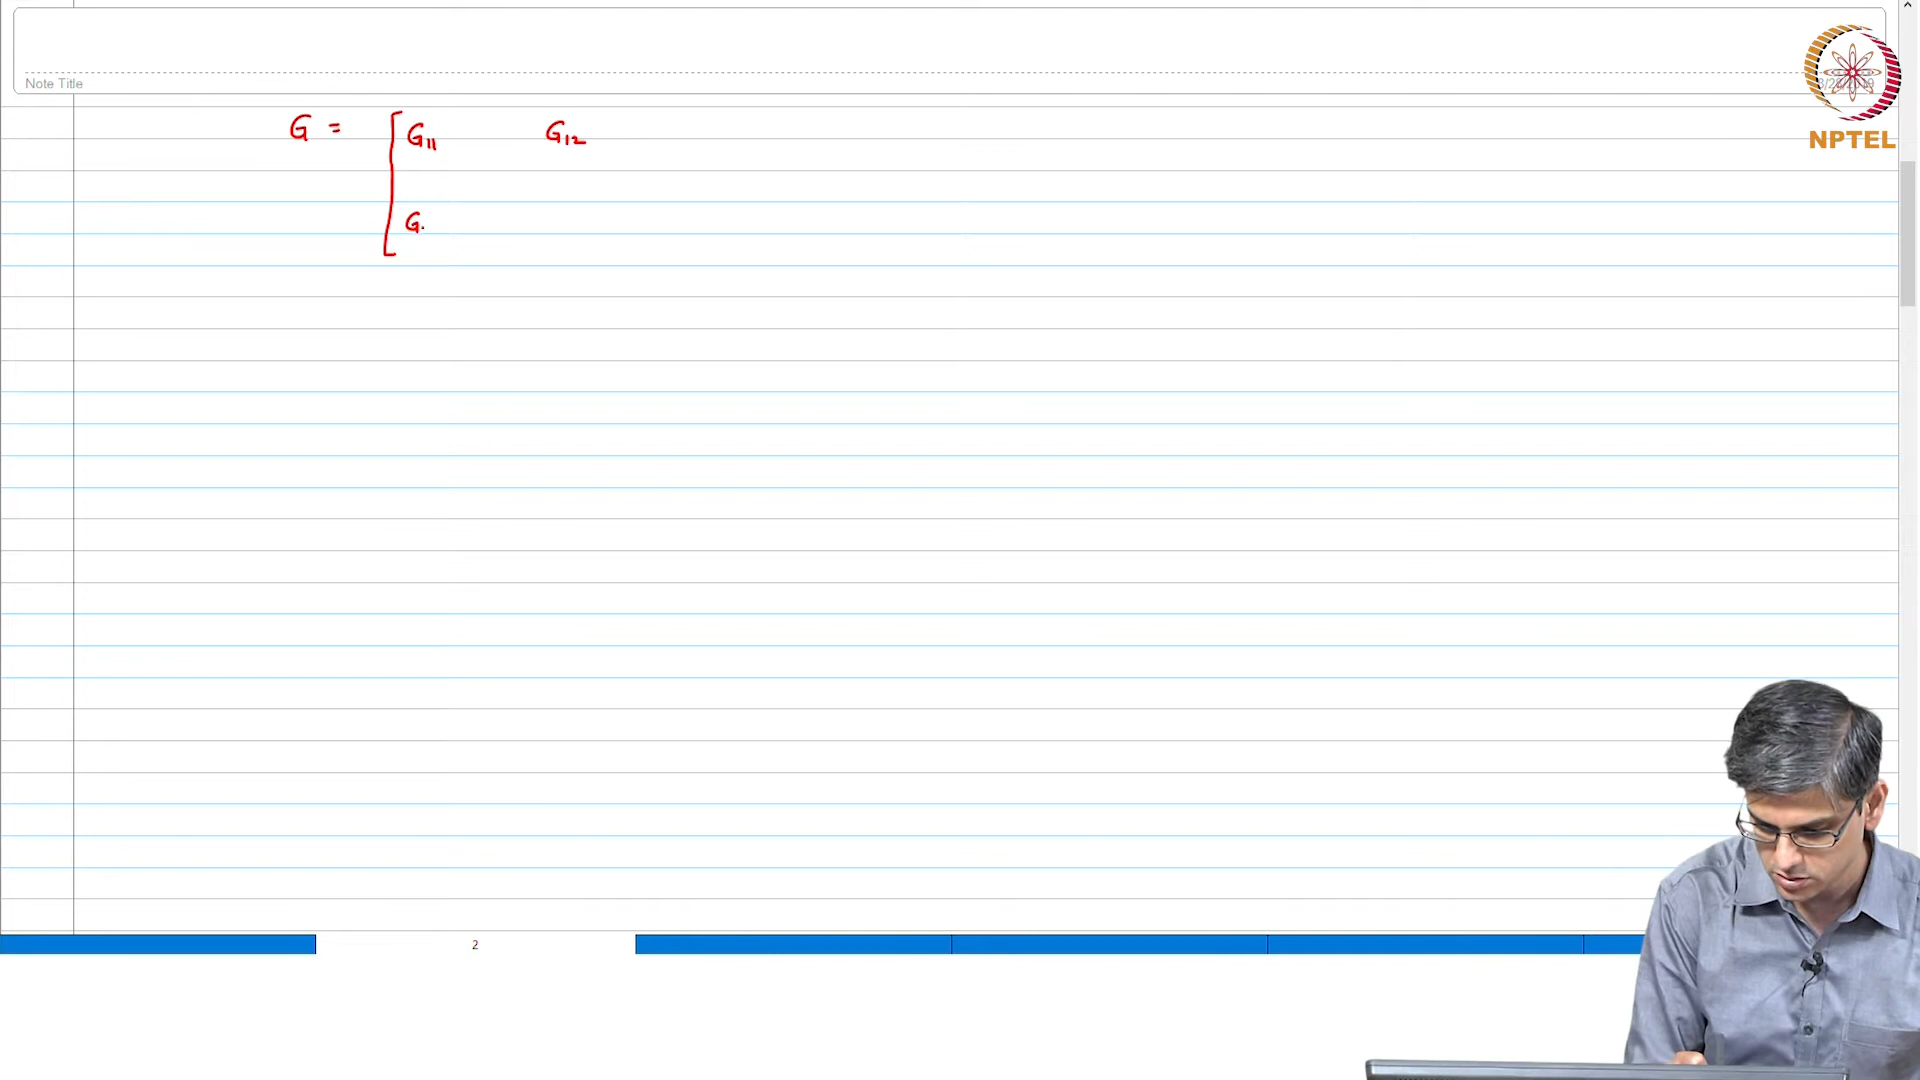 Note Title
NPTEL
G = [ G₁₁ G₁₂
G.
2